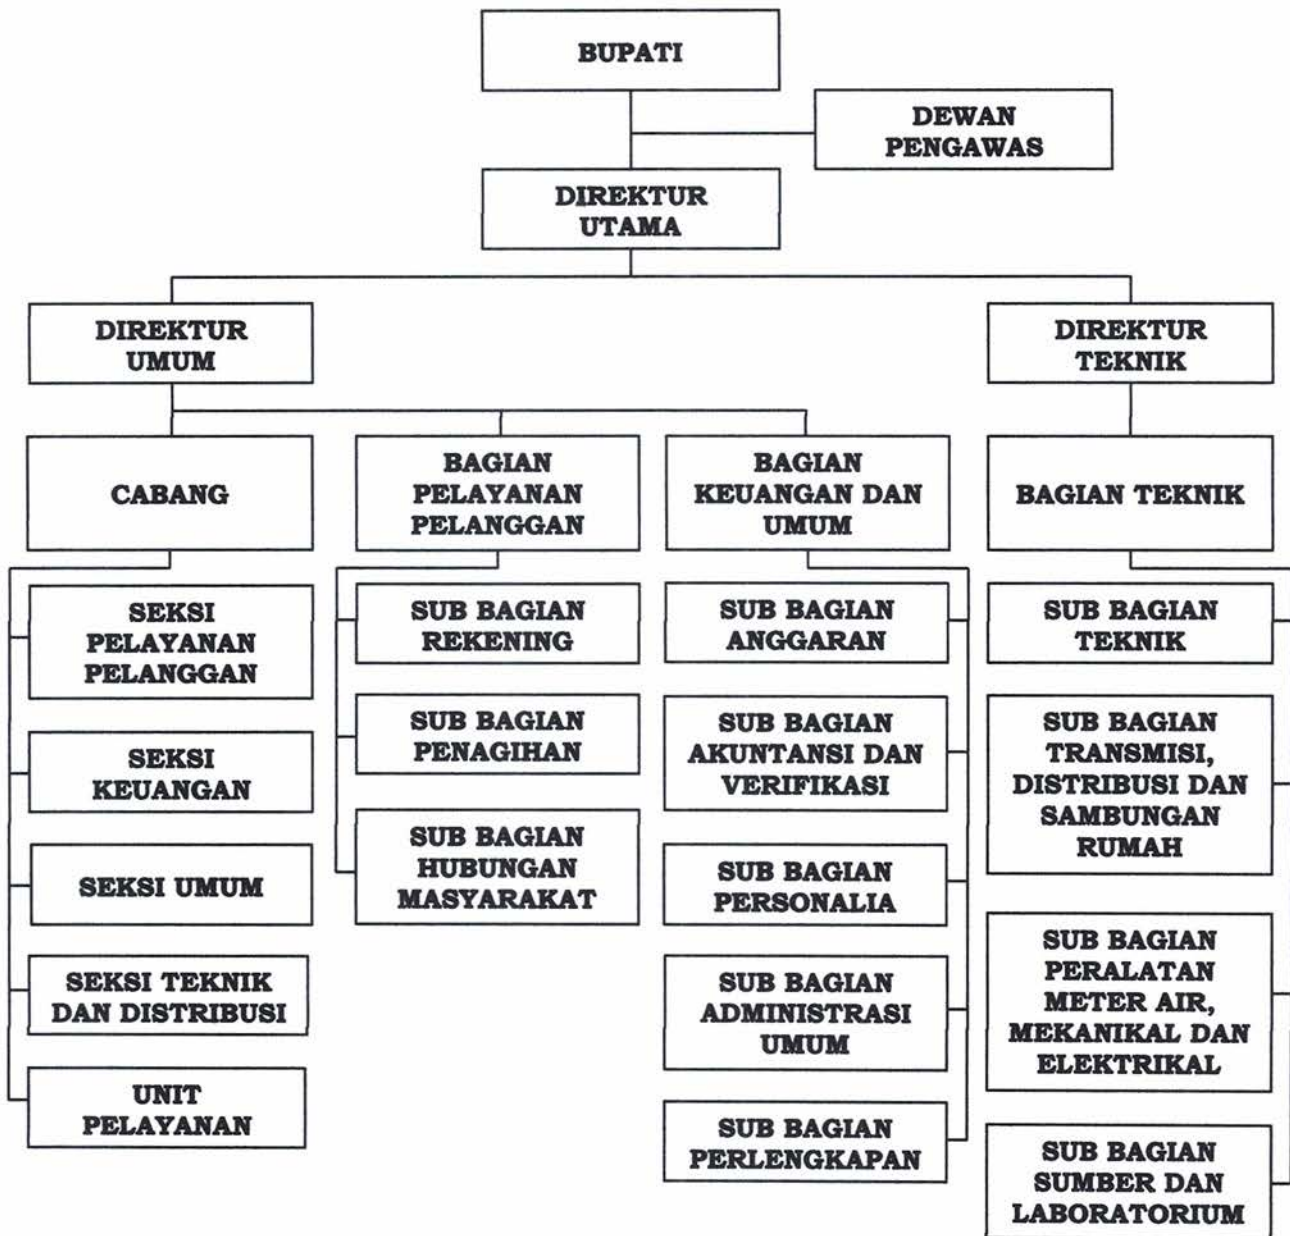 BUPATI
DEWAN
PENGAWAS
DIREKTUR
UTAMA
DIREKTUR
UMUM
DIREKTUR
TEKNIK
CABANG
BAGIAN
PELAYANAN
PELANGGAN
BAGIAN
KEUANGAN DAN
UMUM
BAGIAN TEKNIK
SEKSI
PELAYANAN
PELANGGAN
SEKSI
KEUANGAN
SEKSI UMUM
SEKSI TEKNIK
DAN DISTRIBUSI
UNIT
PELAYANAN
SUB BAGIAN
REKENING
SUB BAGIAN
PENAGIHAN
SUB BAGIAN
HUBUNGAN
MASYARAKAT
SUB BAGIAN
ANGGARAN
SUB BAGIAN
AKUNTANSI DAN
VERIFIKASI
SUB BAGIAN
PERSONALIA
SUB BAGIAN
ADMINISTRASI
UMUM
SUB BAGIAN
PERLENGKAPAN
SUB BAGIAN
TEKNIK
SUB BAGIAN
TRANSMISI,
DISTRIBUSI DAN
SAMBUNGAN
RUMAH
SUB BAGIAN
PERALATAN
METER AIR,
MEKANIKAL DAN
ELEKTRIKAL
SUB BAGIAN
SUMBER DAN
LABORATORIUM